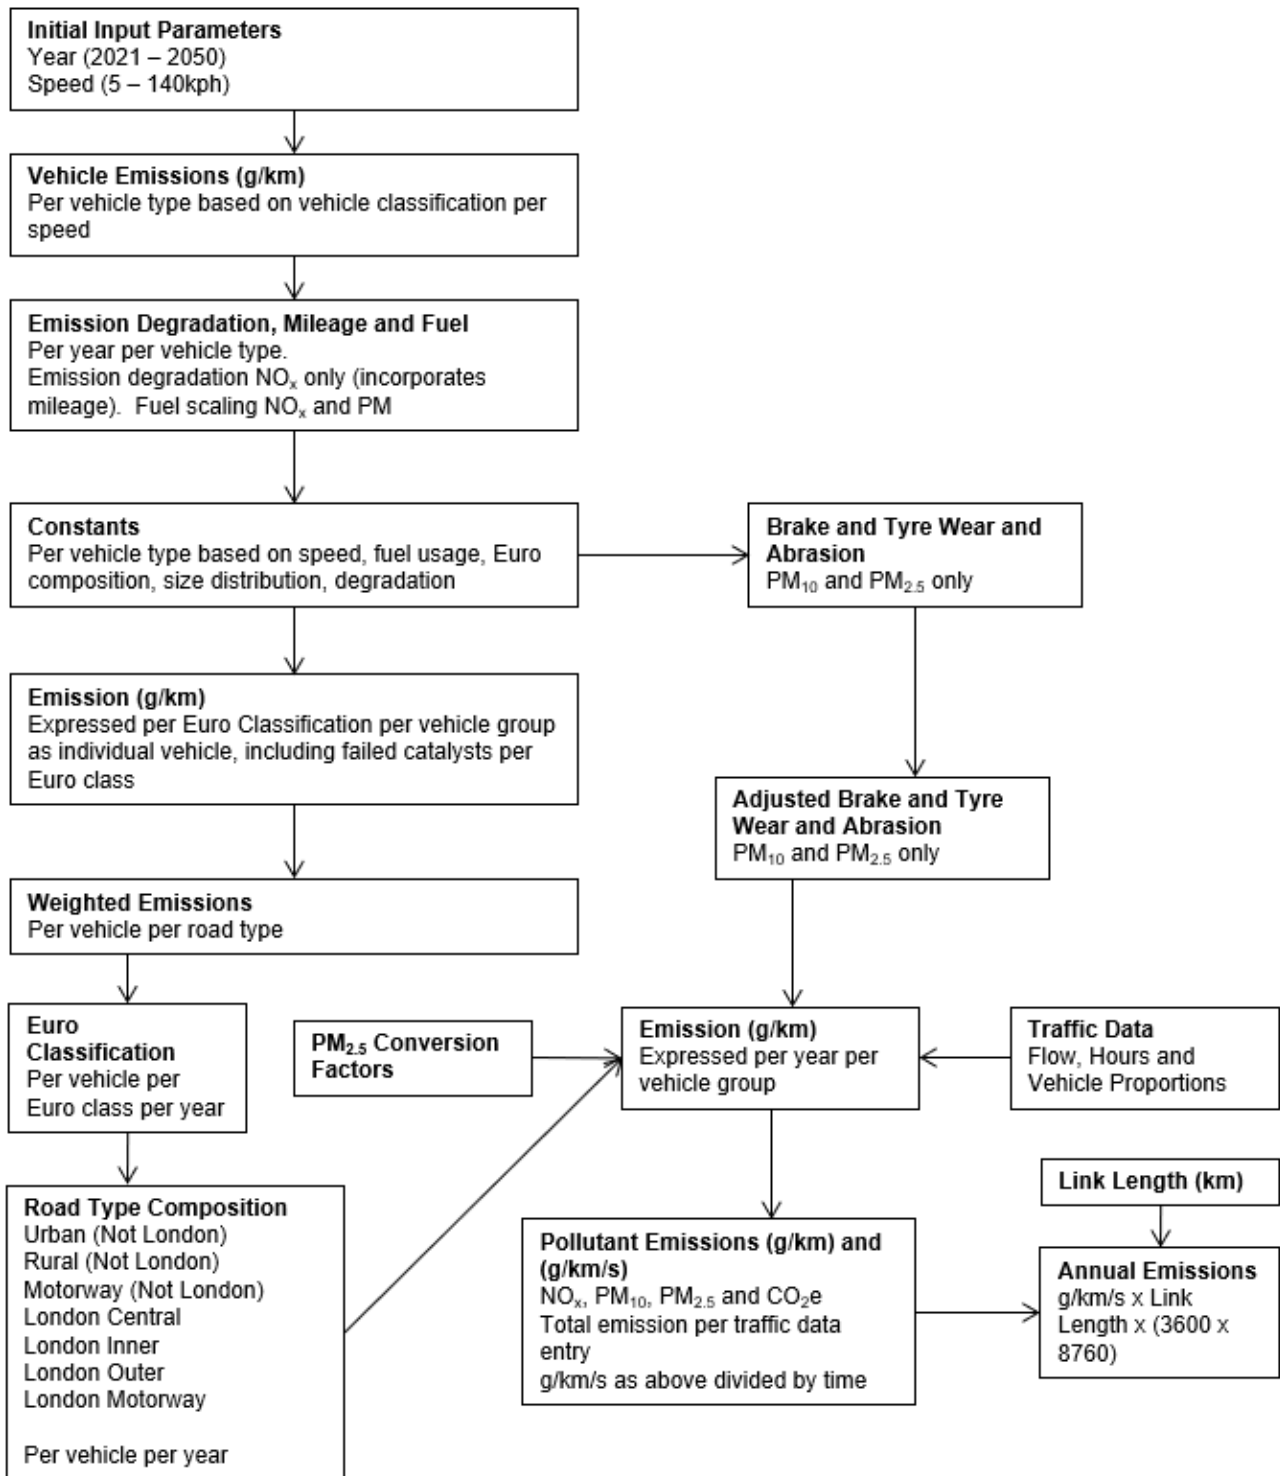 Initial Input Parameters
Year (2021 – 2050)
Speed (5 – 140kph)
Vehicle Emissions (g/km)
Per vehicle type based on vehicle classification per
speed
Emission Degradation, Mileage and Fuel
Per year per vehicle type.
Emission degradation NOₓ only (incorporates
mileage).  Fuel scaling NOₓ and PM
Constants
Per vehicle type based on speed, fuel usage, Euro
composition, size distribution, degradation
Brake and Tyre Wear and
Abrasion
PM₁₀ and PM₂.₅ only
Emission (g/km)
Expressed per Euro Classification per vehicle group
as individual vehicle, including failed catalysts per
Euro class
Adjusted Brake and Tyre
Wear and Abrasion
PM₁₀ and PM₂.₅ only
Weighted Emissions
Per vehicle per road type
Euro
Classification
Per vehicle per
Euro class per year
PM₂.₅ Conversion
Factors
Emission (g/km)
Expressed per year per
vehicle group
Traffic Data
Flow, Hours and
Vehicle Proportions
Road Type Composition
Urban (Not London)
Rural (Not London)
Motorway (Not London)
London Central
London Inner
London Outer
London Motorway
Per vehicle per year
Pollutant Emissions (g/km) and
(g/km/s)
NOₓ, PM₁₀, PM₂.₅ and CO₂e
Total emission per traffic data
entry
g/km/s as above divided by time
Link Length (km)
Annual Emissions
g/km/s x Link
Length x (3600 x
8760)